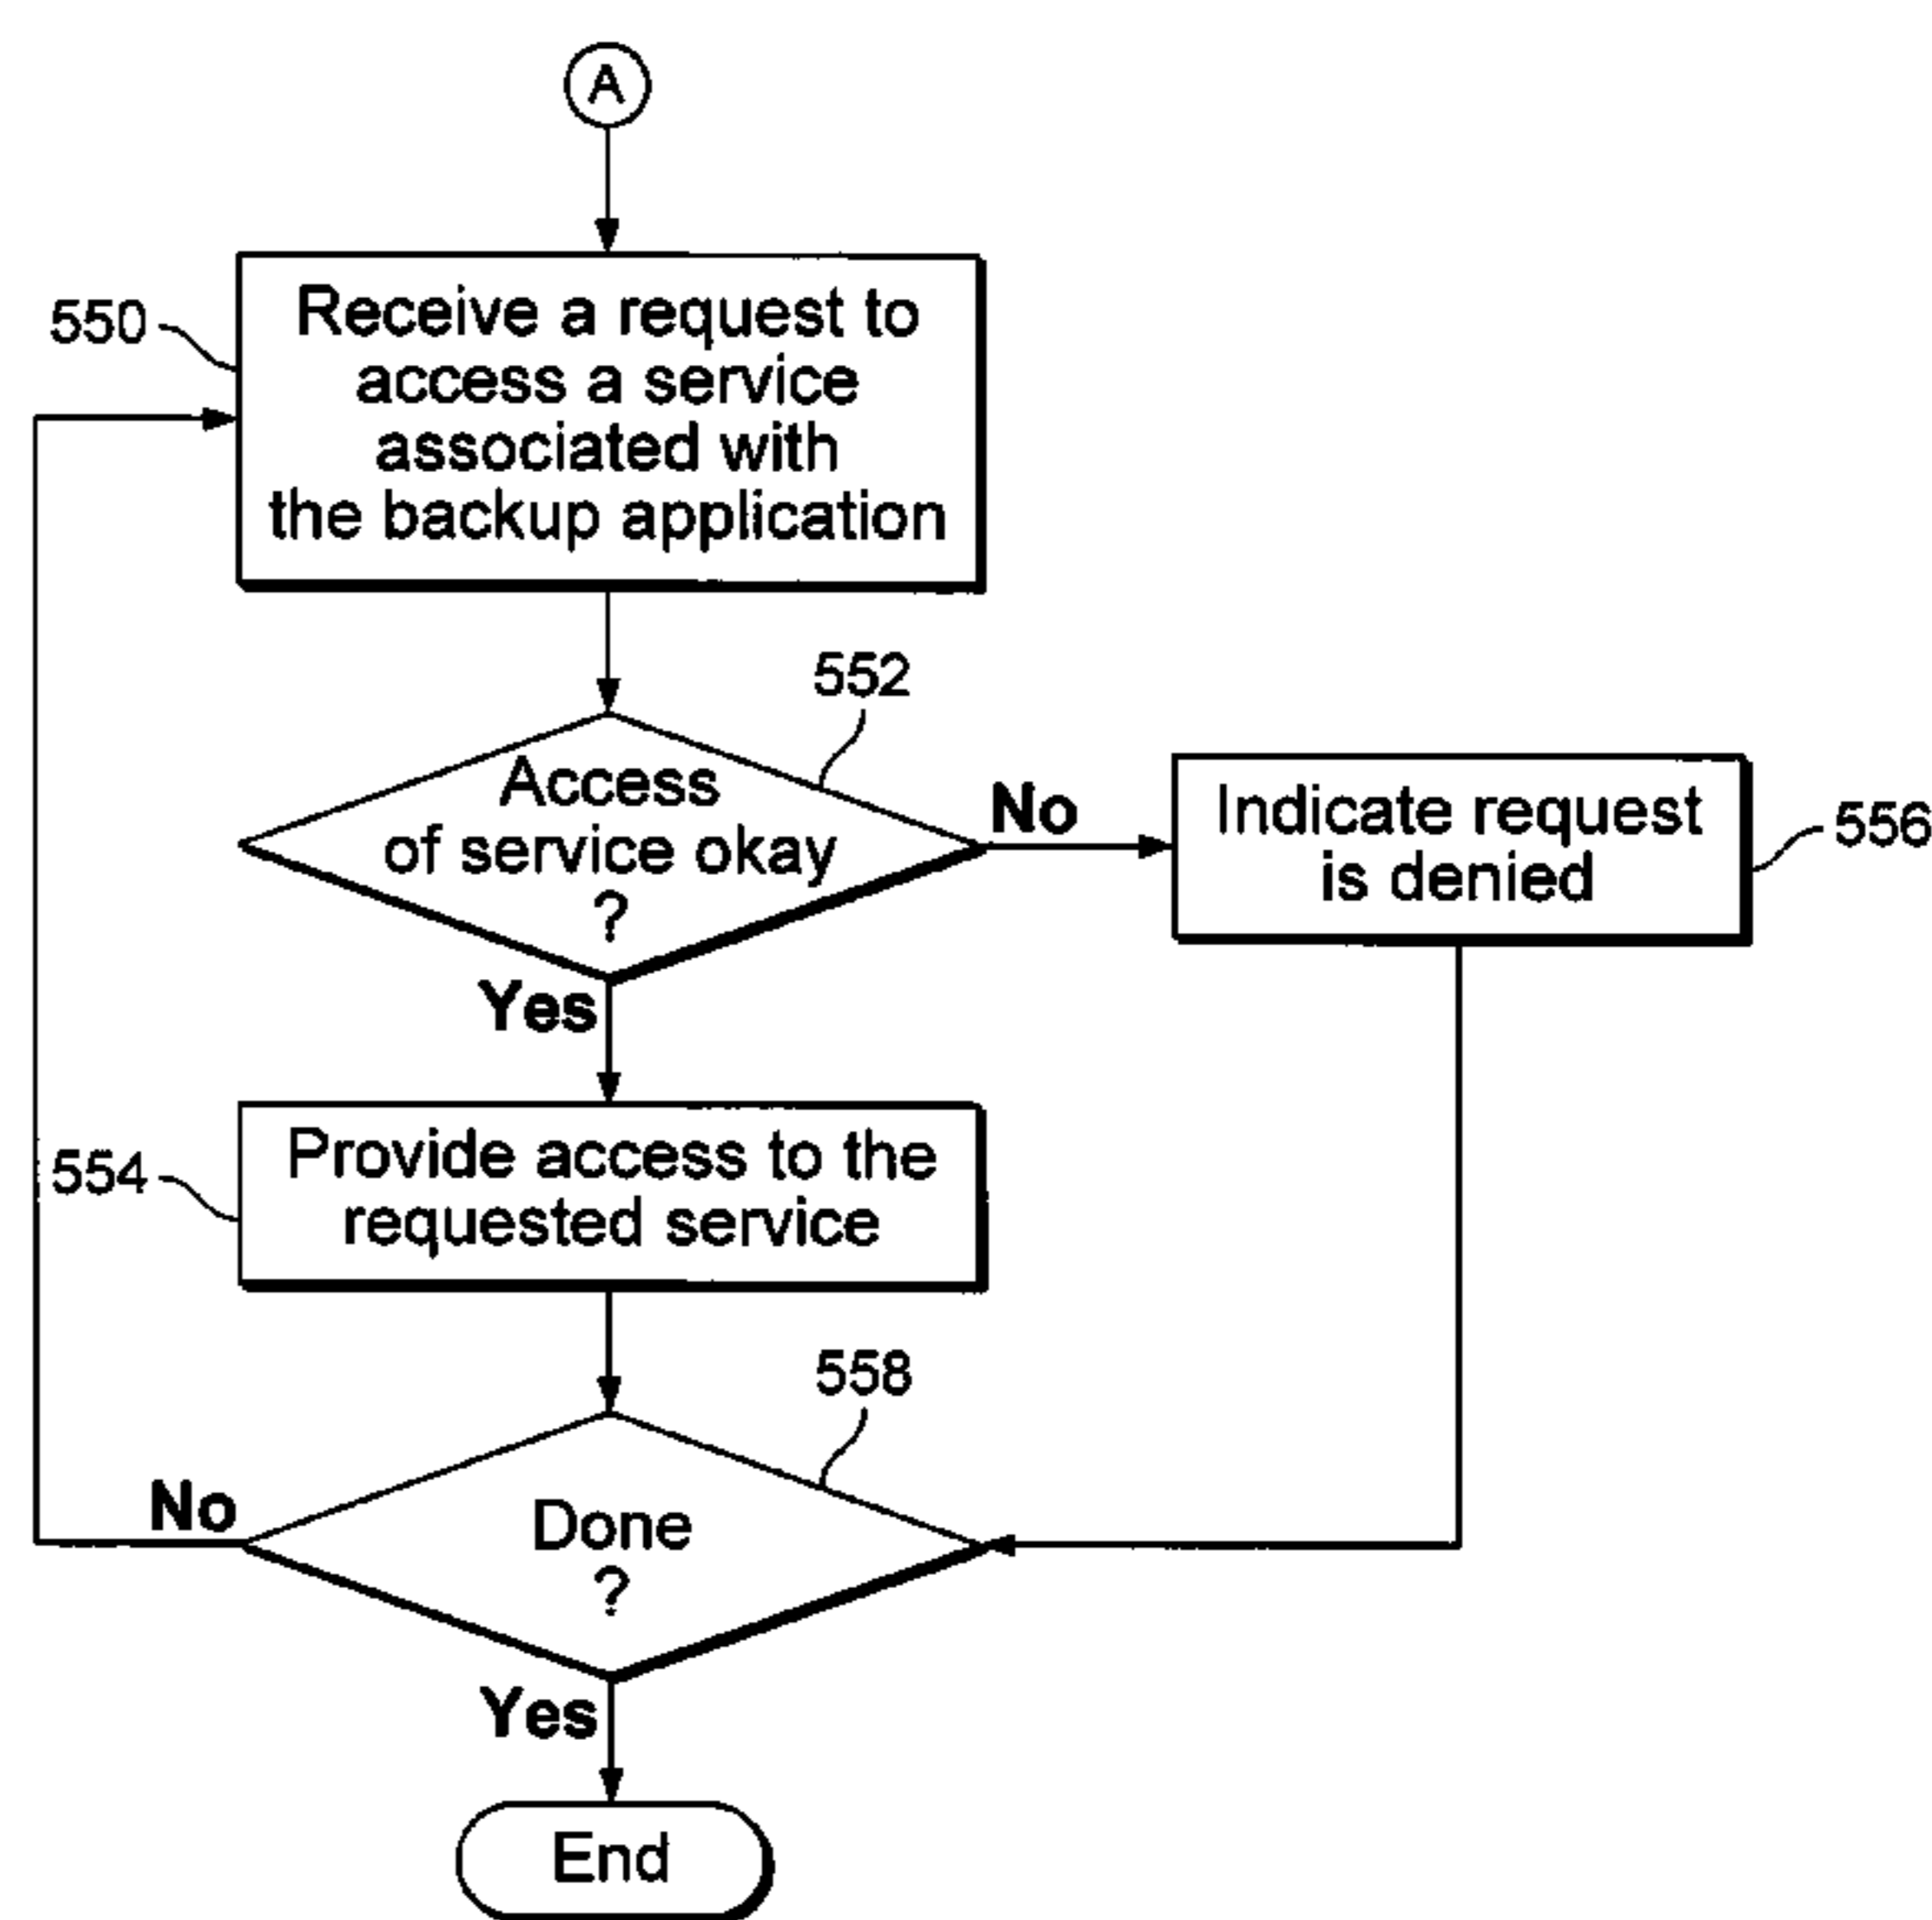 A
550
Receive a request to
access a service
associated with
the backup application
552
Access
of service okay
?
No
Indicate request
is denied
556
Yes
554
Provide access to the
requested service
558
Done
?
No
Yes
End